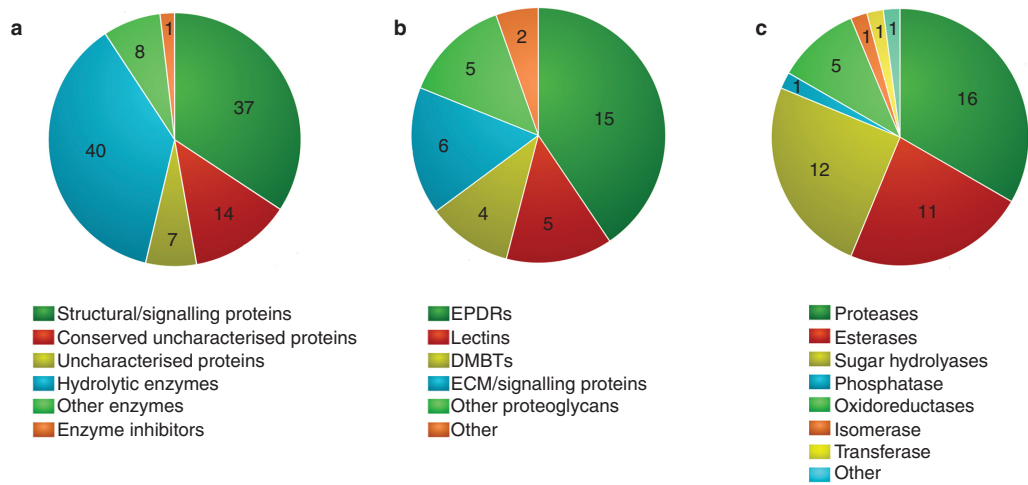 a
1
8
37
40
14
7
Structural/signalling proteins
Conserved uncharacterised proteins
Uncharacterised proteins
Hydrolytic enzymes
Other enzymes
Enzyme inhibitors
b
2
5
15
6
4
5
EPDRs
Lectins
DMBTs
ECM/signalling proteins
Other proteoglycans
Other
c
1
1
1
5
16
1
12
11
Proteases
Esterases
Sugar hydrolyases
Phosphatase
Oxidoreductases
Isomerase
Transferase
Other